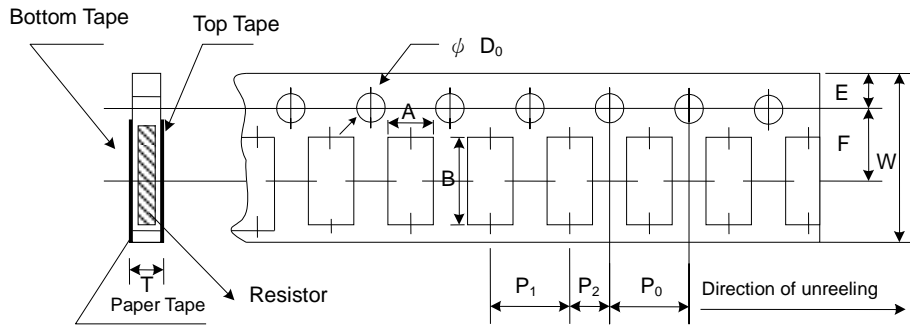 Bottom Tape
Top Tape
ψ D₀
A
B
E
F
W
T
P₁
P₂
P₀
Direction of unreeling
Paper Tape
Resistor